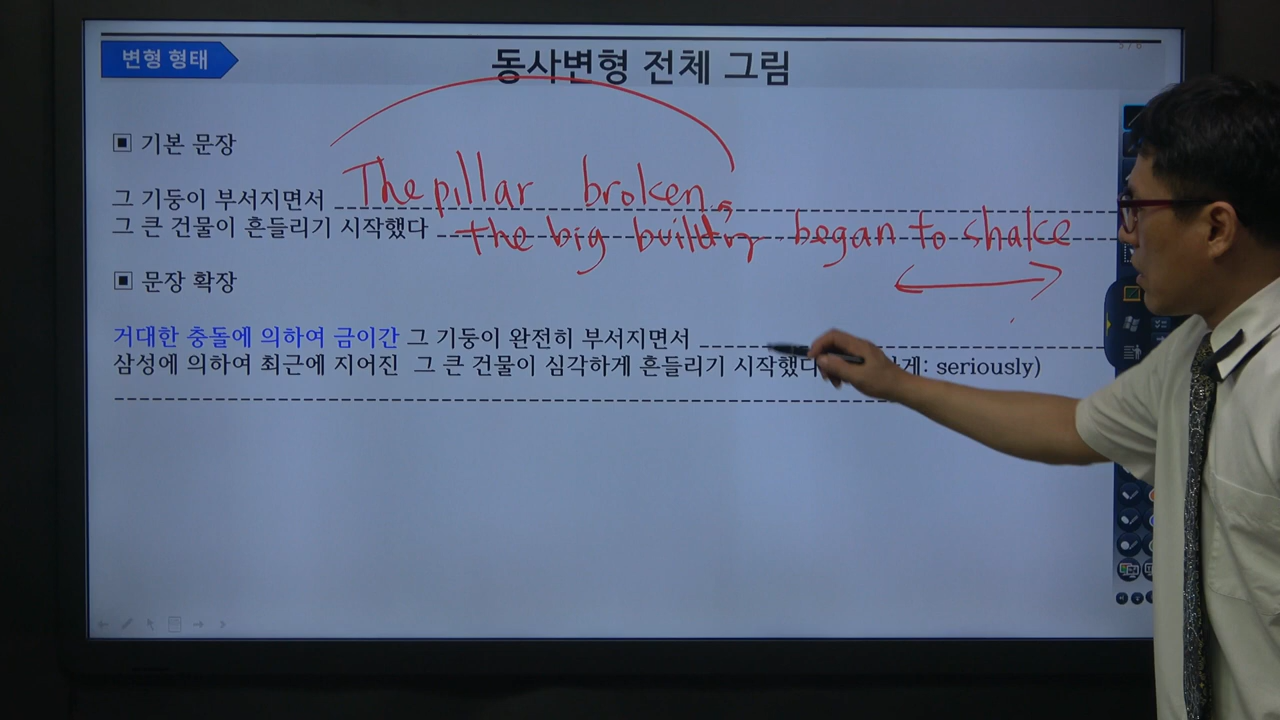 변형 형태
동사변형 전체 그림
▣ 기본 문장
그 기둥이 부서지면서 The pillar broken,
그 큰 건물이 흔들리기 시작했다 the big building began to shake
▣ 문장 확장
거대한 충돌에 의하여 금이간 그 기둥이 완전히 부서지면서
삼성에 의하여 최근에 지어진 그 큰 건물이 심각하게 흔들리기 시작했다 게: seriously)